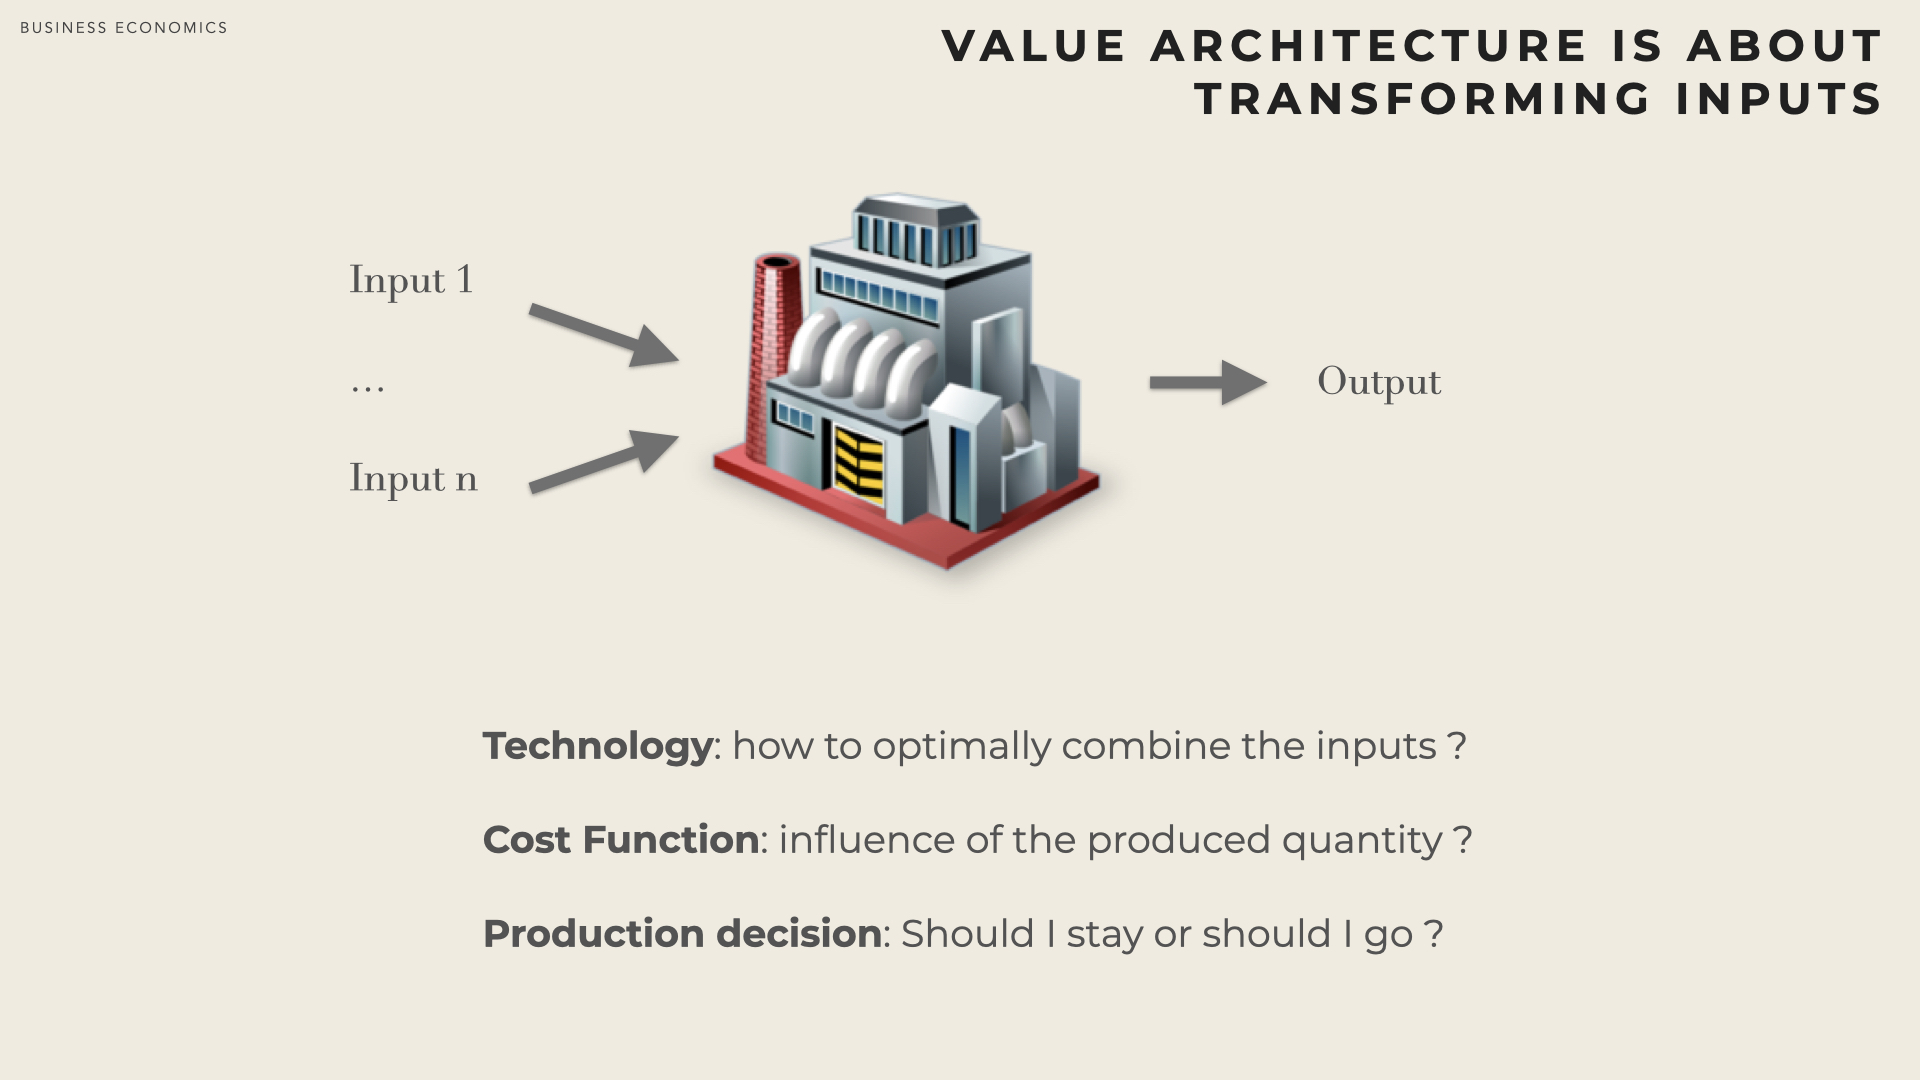 BUSINESS ECONOMICS
VALUE ARCHITECTURE IS ABOUT
TRANSFORMING INPUTS
Input 1
...
Input n
Output
Technology: how to optimally combine the inputs ?
Cost Function: influence of the produced quantity ?
Production decision: Should I stay or should I go ?